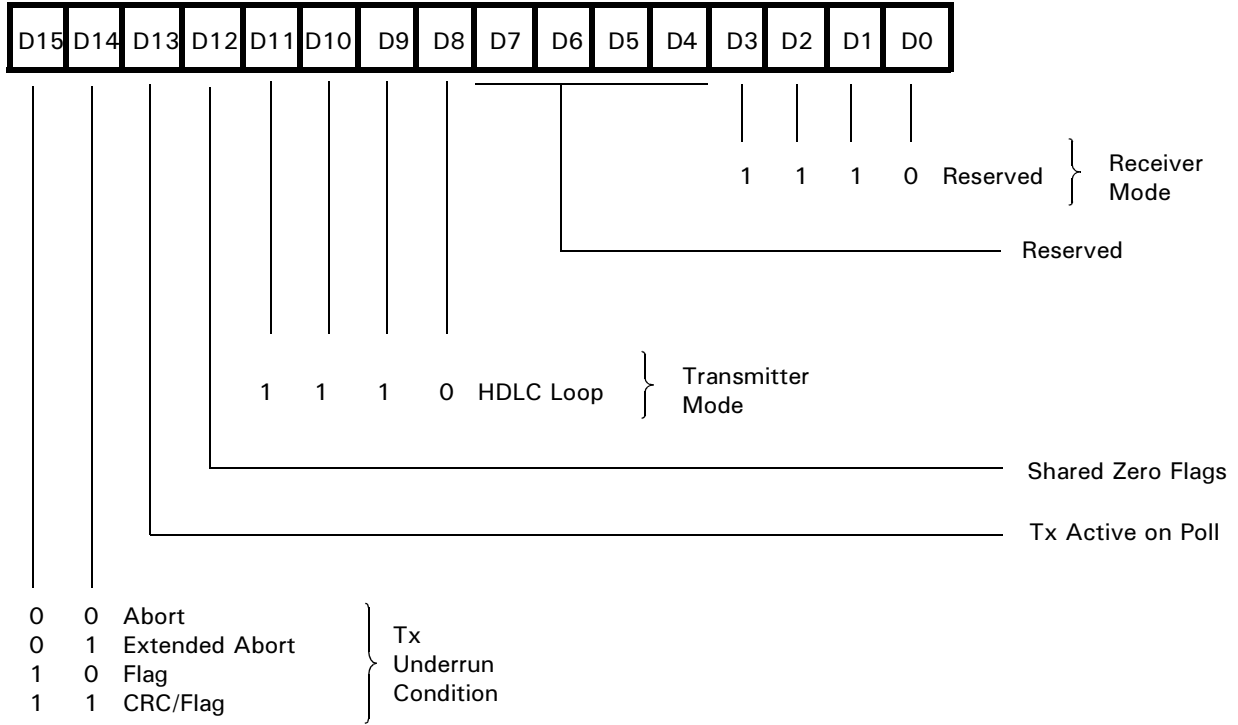 D15 D14 D13 D12 D11 D10 D9 D8 D7 D6 D5 D4 D3 D2 D1 D0
1 1 1 0 Reserved
Receiver
Mode
Reserved
1 1 1 0 HDLC Loop
Transmitter
Mode
Shared Zero Flags
Tx Active on Poll
0 0 Abort
0 1 Extended Abort
1 0 Flag
1 1 CRC/Flag
Tx
Underrun
Condition